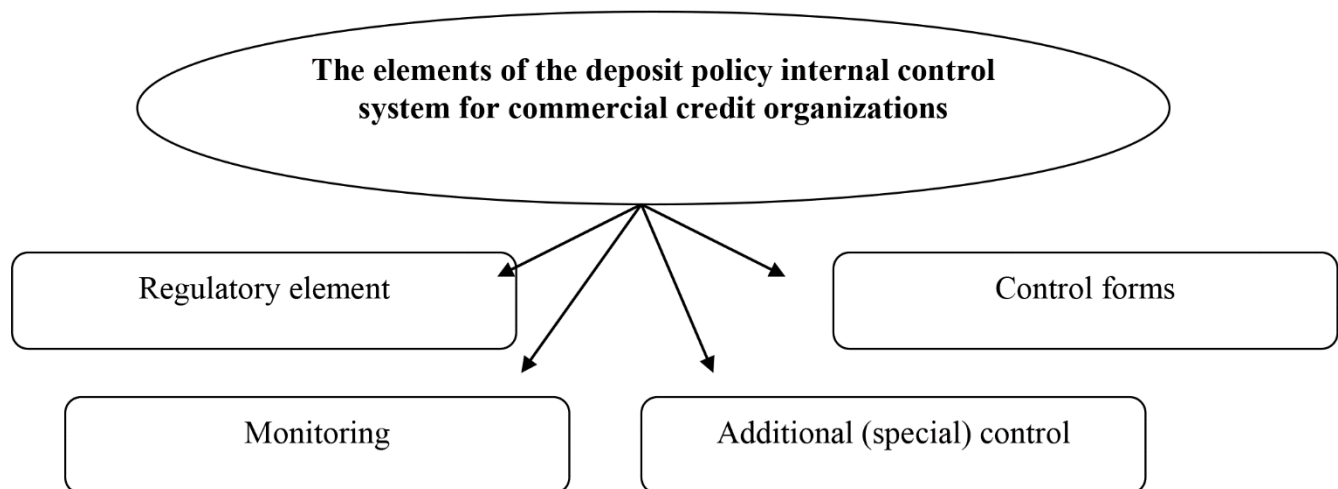 The elements of the deposit policy internal control
system for commercial credit organizations
Regulatory element
Control forms
Monitoring
Additional (special) control